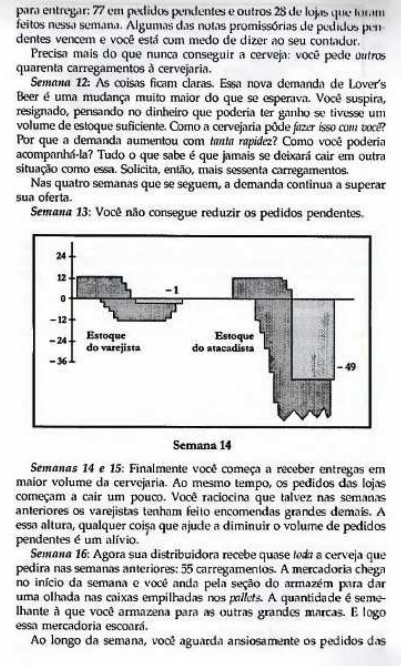 para entregar: 77 em pedidos pendentes e outros 28 de lojas que foram
feitos nessa semana. Algumas das notas promissórias de pedidos pen-
dentes vencem e você está com medo de dizer ao seu contador.
Precisa mais do que nunca conseguir a cerveja: você pede outros
quarenta carregamentos à cervejaria.
Semana 12: As coisas ficam claras. Essa nova demanda de Lover's
Beer é uma mudança muito maior do que se esperava. Você suspira,
resignado, pensando no dinheiro que poderia ter ganho se tivesse um
volume de estoque suficiente. Como a cervejaria pôde fazer isso com você?
Por que a demanda aumentou com tanta rapidez? Como você poderia
acompanhá-la? Tudo o que sabe é que jamais se deixará cair em outra
situação como essa. Solicita, então, mais sessenta carregamentos.
Nas quatro semanas que se seguem, a demanda continua a superar
sua oferta.
Semana 13: Você não consegue reduzir os pedidos pendentes.
24
12
0
-12
-24
-36
-1
Estoque
do varejista
Estoque
do atacadista
-49
Semana 14
Semanas 14 e 15: Finalmente você começa a receber entregas em
maior volume da cervejaria. Ao mesmo tempo, os pedidos das lojas
começam a cair um pouco. Você raciocina que talvez nas semanas
anteriores os varejistas tenham feito encomendas grandes demais. A
essa altura, qualquer coisa que ajude a diminuir o volume de pedidos
pendentes é um alívio.
Semana 16: Agora sua distribuidora recebe quase toda a cerveja que
pedira nas semanas anteriores: 55 carregamentos. A mercadoria chega
no início da semana e você anda pela seção do armazém para dar
uma olhada nas caixas empilhadas nos pallets. A quantidade é seme-
lhante à que você armazena para as outras grandes marcas. E logo
essa mercadoria escoará.
Ao longo da semana, você aguarda ansiosamente os pedidos das